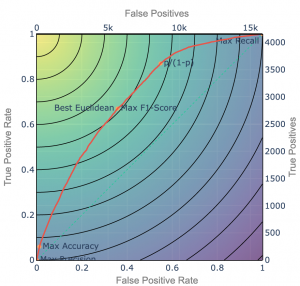 False Positives
0 5k 10k 15k
1 Max Recall
4000
p/(1-p)
3500
0.8
3000
Best Euclidean Max F1-Score
0.6
2500
2000
0.4
1500
0.2
1000
500
Max Accuracy
0 Max Precision 0
0 0.2 0.4 0.6 0.8 1
False Positive Rate
True Positive Rate
True Positives